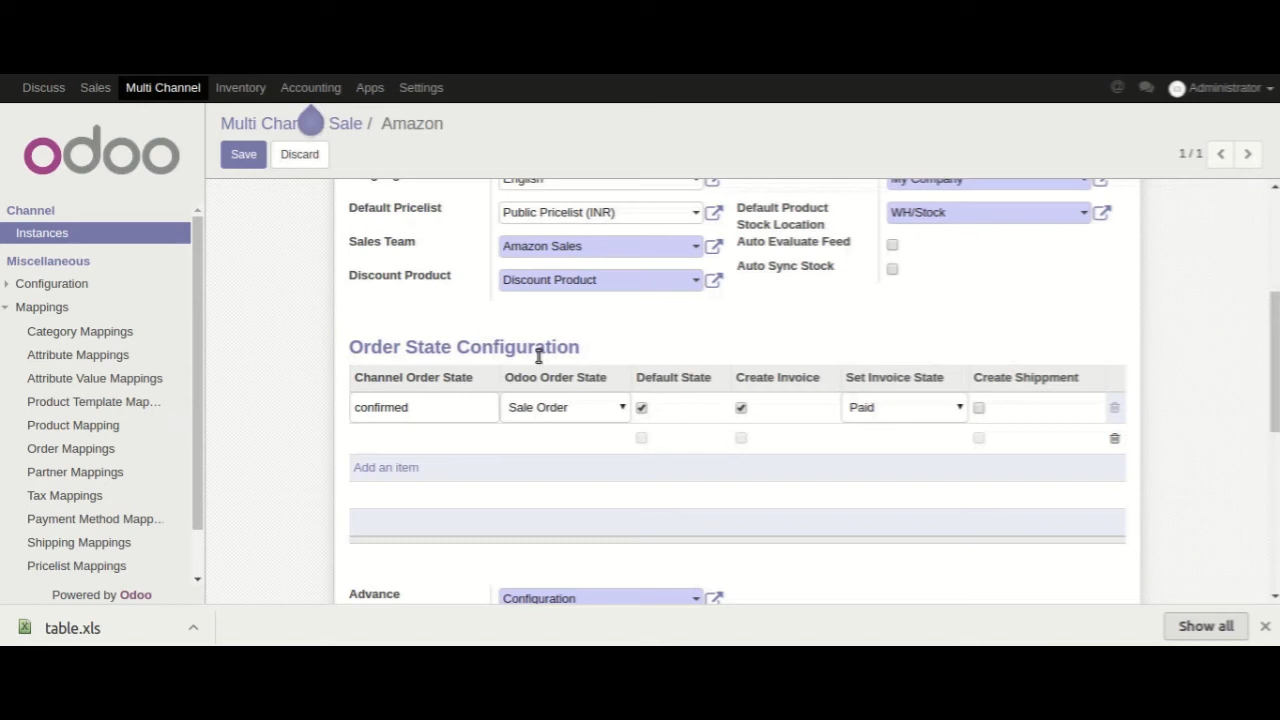 Discuss Sales Multi Channel Inventory Accounting Apps Settings Administrator
Multi Chan Sale / Amazon
Save Discard 1 / 1
odoo
Channel
Instances
Miscellaneous
Configuration
Mappings
Category Mappings
Attribute Mappings
Attribute Value Mappings
Product Template Map...
Product Mapping
Order Mappings
Partner Mappings
Tax Mappings
Payment Method Mapp...
Shipping Mappings
Pricelist Mappings
Powered by Odoo
English My Company
Default Pricelist Public Pricelist (INR) Default Product Stock Location WH/Stock
Sales Team Amazon Sales Auto Evaluate Feed
Discount Product Discount Product Auto Sync Stock
Order State Configuration
Channel Order State Odoo Order State Default State Create Invoice Set Invoice State Create Shippment
confirmed Sale Order Paid
Add an item
Advance Configuration
table.xls Show all